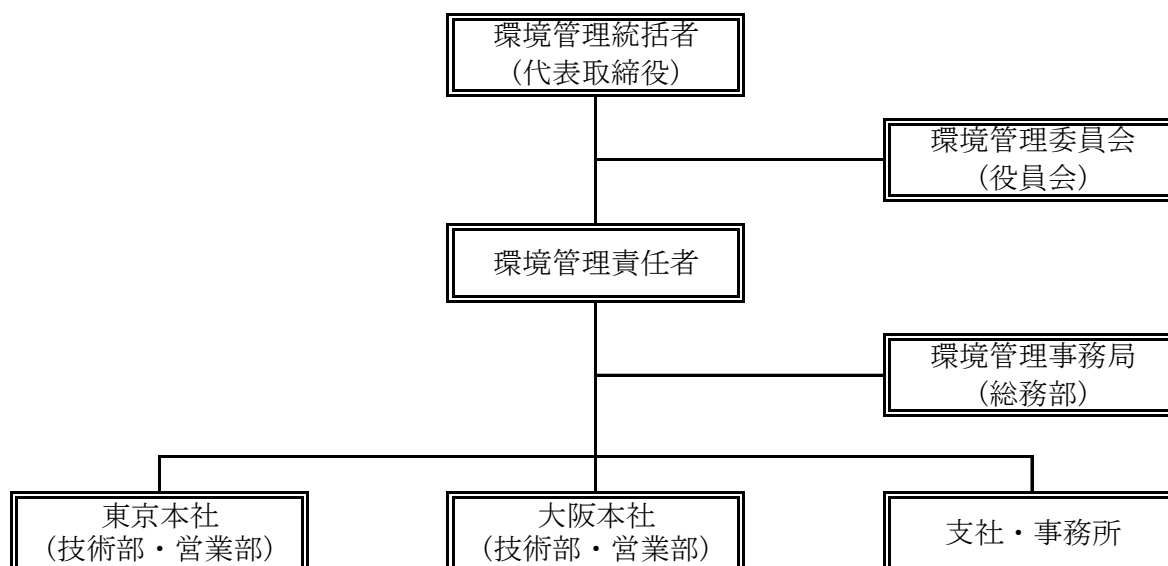 環境管理統括者
(代表取締役)
環境管理委員会
(役員会)
環境管理責任者
環境管理事務局
(総務部)
東京本社
(技術部・営業部)
大阪本社
(技術部・営業部)
支社・事務所